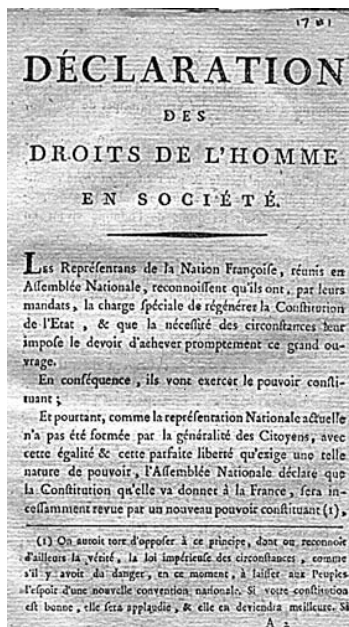 DÉCLARATION
DES
DROITS DE L'HOMME
EN SOCIÉTÉ.
LES Repréſentans de la Nation Françoiſe, réunis en
Aſſemblée Nationale, reconnoiſſent qu'ils ont, par leurs
mandats, la charge ſpéciale de régénérer la Conſtitution
de l'Etat, & que la néceſſité des circonſtances leur
impoſe le devoir d'achever promptement ce grand ou-
vrage.
En conſéquence, ils vont exercer le pouvoir conſti-
tuant;
Et pourtant, comme la repréſentation Nationale actuelle
n'a pas été formée par la généralité des Citoyens, avec
cette égalité & cette parfaite liberté qu'exige une telle
nature de pouvoir, l'Aſſemblée Nationale déclare que
la Conſtitution qu'elle va donner à la France, ſera in-
ceſſamment revue par un nouveau pouvoir conſtituant (1),
(1) On auroit tort d'oppoſer à ce principe, dont on reconnoît
d'ailleurs la vérité, la loi impérieuſe des circonſtances, comme
s'il y avoit du danger, en ce moment, à laiſſer aux Peuples
l'eſpoir d'une nouvelle convention nationale. Si votre conſtitution
eſt bonne, elle ſera applaudie, & elle en deviendra meilleure. Si
A 2